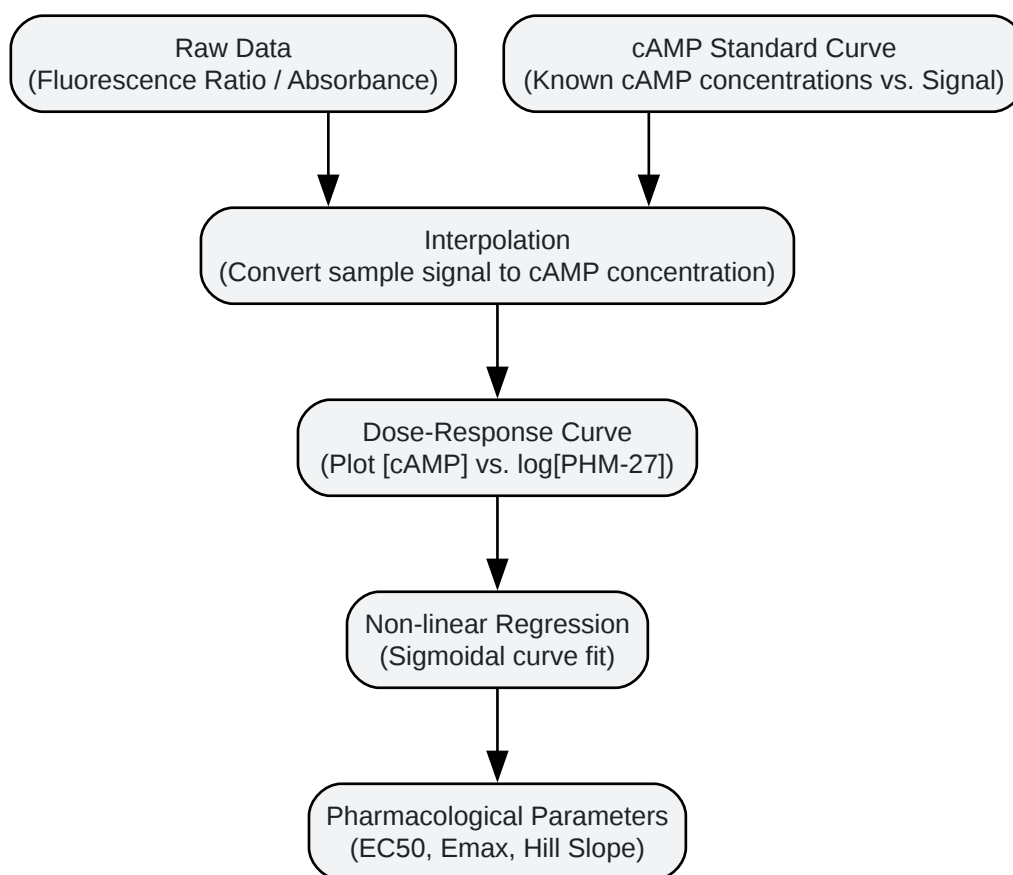 Raw Data
(Fluorescence Ratio / Absorbance)
cAMP Standard Curve
(Known cAMP concentrations vs. Signal)
Interpolation
(Convert sample signal to cAMP concentration)
Dose-Response Curve
(Plot [cAMP] vs. log[PHM-27])
Non-linear Regression
(Sigmoidal curve fit)
Pharmacological Parameters
(EC50, Emax, Hill Slope)